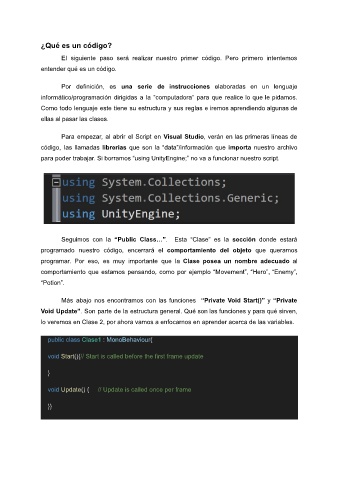 ¿Qué es un código?
El siguiente paso será realizar nuestro primer código. Pero primero intentemos
entender qué es un código.
Por definición, es una serie de instrucciones elaboradas en un lenguaje
informático/programación dirigidas a la "computadora" para que realice lo que le pidamos.
Como todo lenguaje este tiene su estructura y sus reglas e iremos aprendiendo algunas de
ellas al pasar las clases.
Para empezar, al abrir el Script en Visual Studio, verán en las primeras líneas de
código, las llamadas librerías que son la "data"/información que importa nuestro archivo
para poder trabajar. Si borramos "using UnityEngine;" no va a funcionar nuestro script.
using System.Collections;
using System.Collections.Generic;
using UnityEngine;
Seguimos con la "Public Class…". Esta "Clase" es la sección donde estará
programado nuestro código, encerrará el comportamiento del objeto que queramos
programar. Por eso, es muy importante que la Clase posea un nombre adecuado al
comportamiento que estamos pensando, como por ejemplo "Movement", "Hero", "Enemy",
"Potion".
Más abajo nos encontramos con las funciones "Private Void Start()" y "Private
Void Update". Son parte de la estructura general. Qué son las funciones y para qué sirven,
lo veremos en Clase 2, por ahora vamos a enfocarnos en aprender acerca de las variables.
public class Clase1 : MonoBehaviour{
void Start(){// Start is called before the first frame update
}
void Update() { // Update is called once per frame
}}